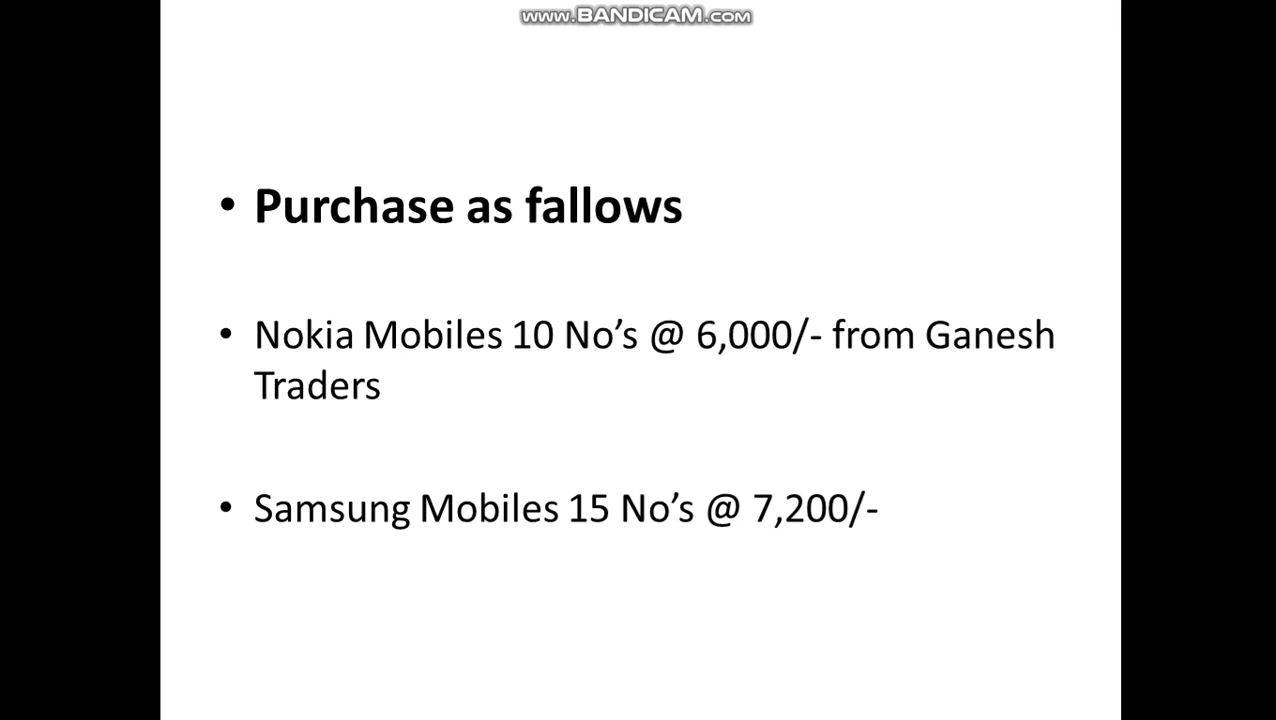 www.BANDICAM.com
• Purchase as fallows
• Nokia Mobiles 10 No’s @ 6,000/- from Ganesh
Traders
• Samsung Mobiles 15 No’s @ 7,200/-